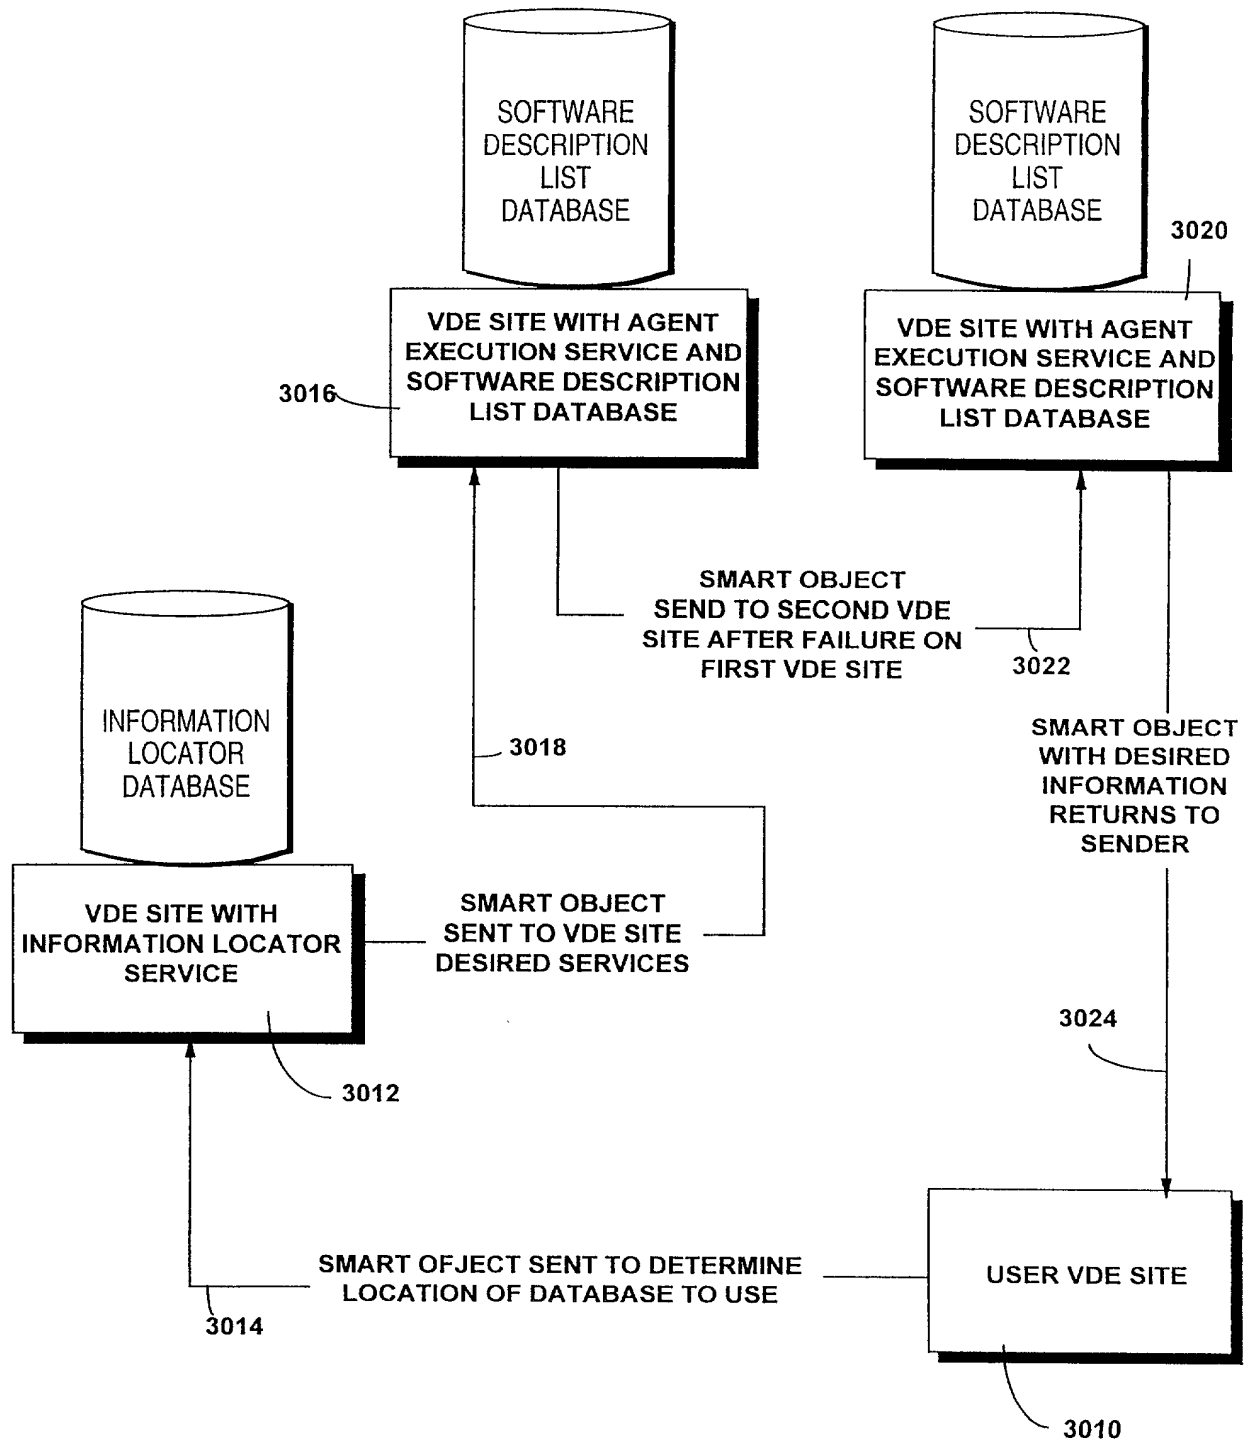 SOFTWARE
DESCRIPTION
LIST
DATABASE
SOFTWARE
DESCRIPTION
LIST
DATABASE
3020
VDE SITE WITH AGENT
EXECUTION SERVICE AND
SOFTWARE DESCRIPTION
LIST DATABASE
3016
VDE SITE WITH AGENT
EXECUTION SERVICE AND
SOFTWARE DESCRIPTION
LIST DATABASE
SMART OBJECT
SEND TO SECOND VDE
SITE AFTER FAILURE ON
FIRST VDE SITE
3022
INFORMATION
LOCATOR
DATABASE
3018
SMART OBJECT
WITH DESIRED
INFORMATION
RETURNS TO
SENDER
VDE SITE WITH
INFORMATION LOCATOR
SERVICE
SMART OBJECT
SENT TO VDE SITE
DESIRED SERVICES
3024
3012
SMART OFJECT SENT TO DETERMINE
LOCATION OF DATABASE TO USE
USER VDE SITE
3014
3010